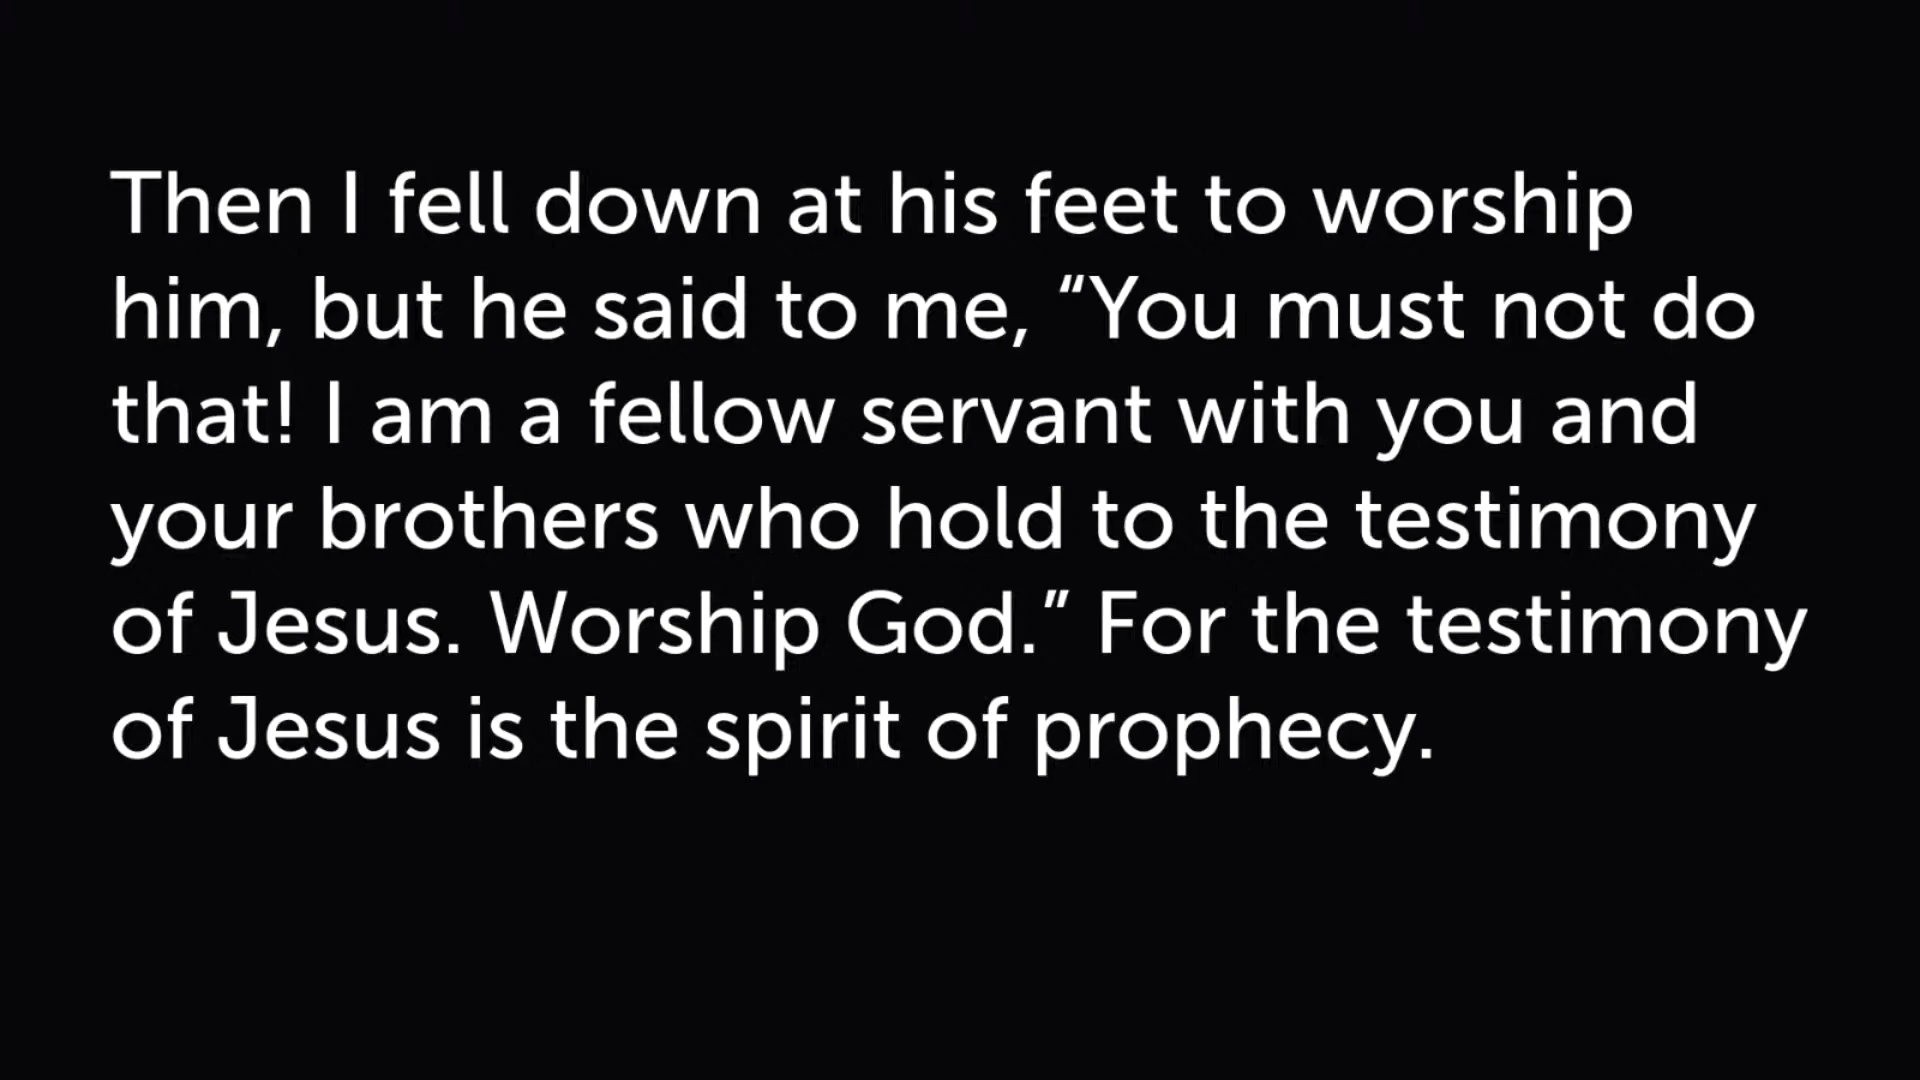 Then I fell down at his feet to worship
him, but he said to me, “You must not do
that! I am a fellow servant with you and
your brothers who hold to the testimony
of Jesus. Worship God.” For the testimony
of Jesus is the spirit of prophecy.